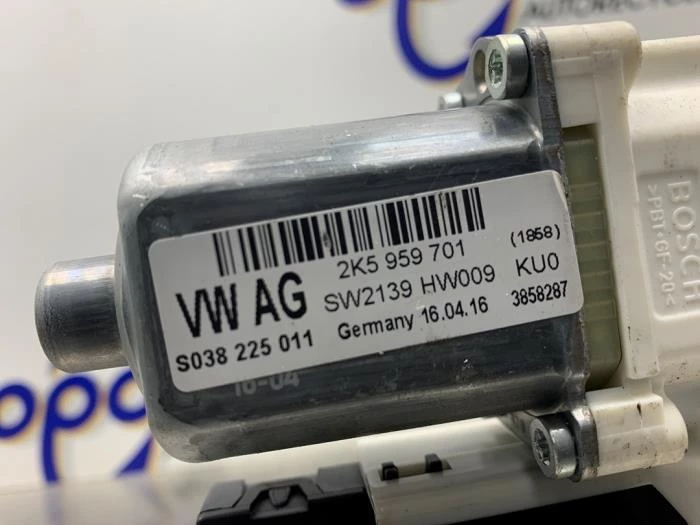 AUTORECYC
VW AG
2K5 959 701
(1858)
SW2139 HW009
KU0
S038 225 011
Germany 16.04.16
3858287
16-04
BOSCH
>PBT-GF-20<